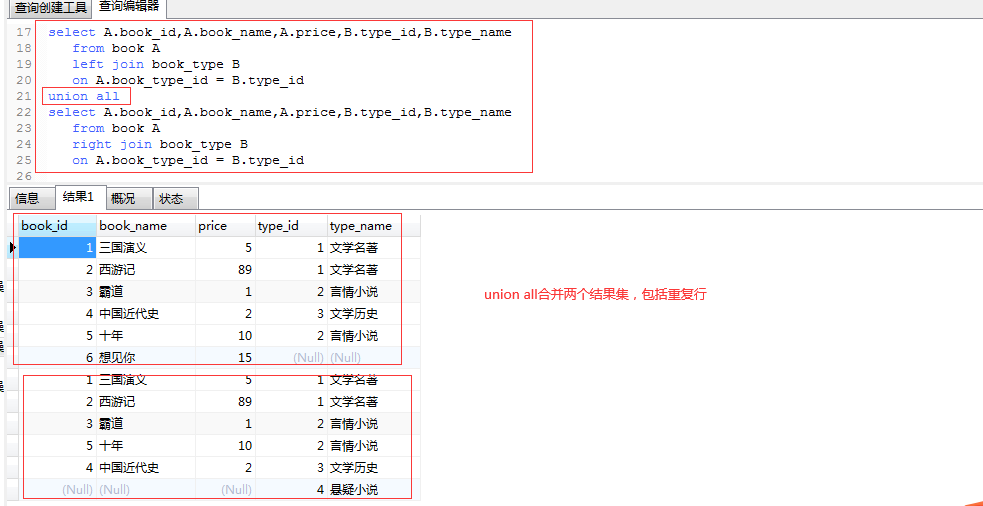 查询创建工具 查询编辑器
17 select A.book_id,A.book_name,A.price,B.type_id,B.type_name
18 from book A
19 left join book_type B
20 on A.book_type_id = B.type_id
21 union all
22 select A.book_id,A.book_name,A.price,B.type_id,B.type_name
23 from book A
24 right join book_type B
25 on A.book_type_id = B.type_id
26
信息 结果1 概况 状态
book_id book_name price type_id type_name
1 三国演义 5 1 文学名著
2 西游记 89 1 文学名著
3 霸道 1 2 言情小说
4 中国近代史 2 3 文学历史
5 十年 10 2 言情小说
6 想见你 15 (Null) (Null)
1 三国演义 5 1 文学名著
2 西游记 89 1 文学名著
3 霸道 1 2 言情小说
5 十年 10 2 言情小说
4 中国近代史 2 3 文学历史
(Null) (Null) (Null) 4 悬疑小说
union all合并两个结果集，包括重复行